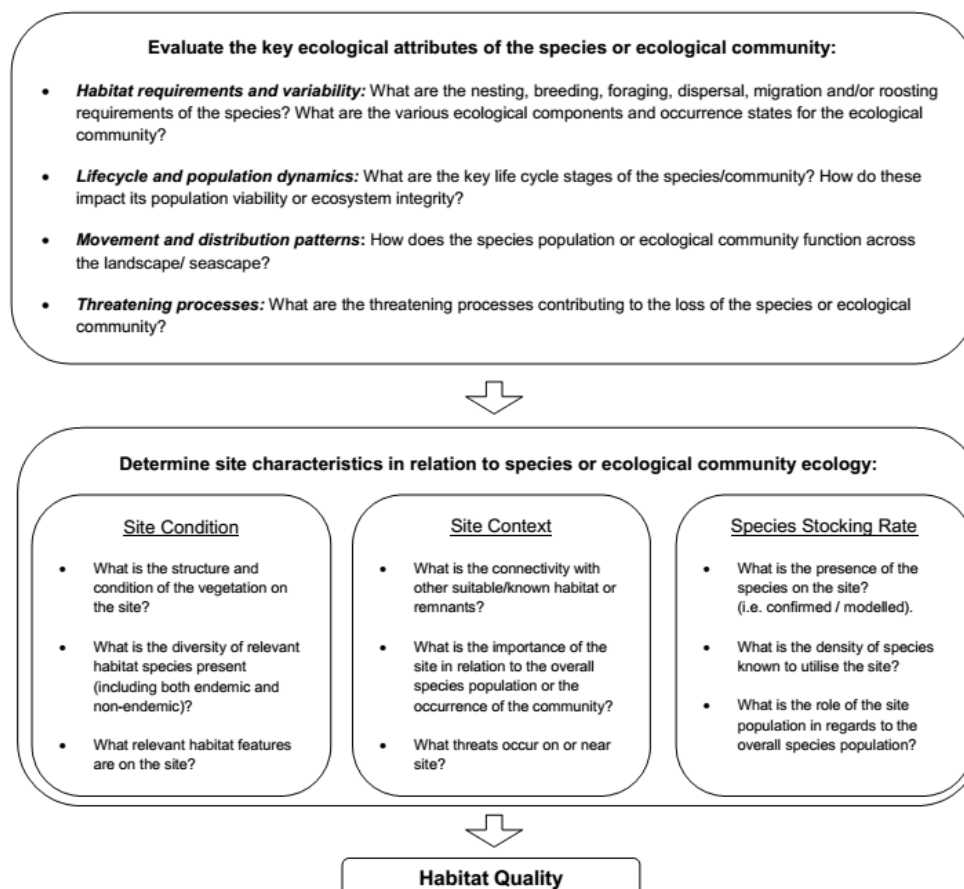 Evaluate the key ecological attributes of the species or ecological community:
• Habitat requirements and variability: What are the nesting, breeding, foraging, dispersal, migration and/or roosting
requirements of the species? What are the various ecological components and occurrence states for the ecological
community?
• Lifecycle and population dynamics: What are the key life cycle stages of the species/community? How do these
impact its population viability or ecosystem integrity?
• Movement and distribution patterns: How does the species population or ecological community function across
the landscape/ seascape?
• Threatening processes: What are the threatening processes contributing to the loss of the species or ecological
community?
Determine site characteristics in relation to species or ecological community ecology:
Site Condition
• What is the structure and
condition of the vegetation on
the site?
• What is the diversity of relevant
habitat species present
(including both endemic and
non-endemic)?
• What relevant habitat features
are on the site?
Site Context
• What is the connectivity with
other suitable/known habitat or
remnants?
• What is the importance of the
site in relation to the overall
species population or the
occurrence of the community?
• What threats occur on or near
site?
Species Stocking Rate
• What is the presence of the
species on the site?
(i.e. confirmed / modelled).
• What is the density of species
known to utilise the site?
• What is the role of the site
population in regards to the
overall species population?
Habitat Quality